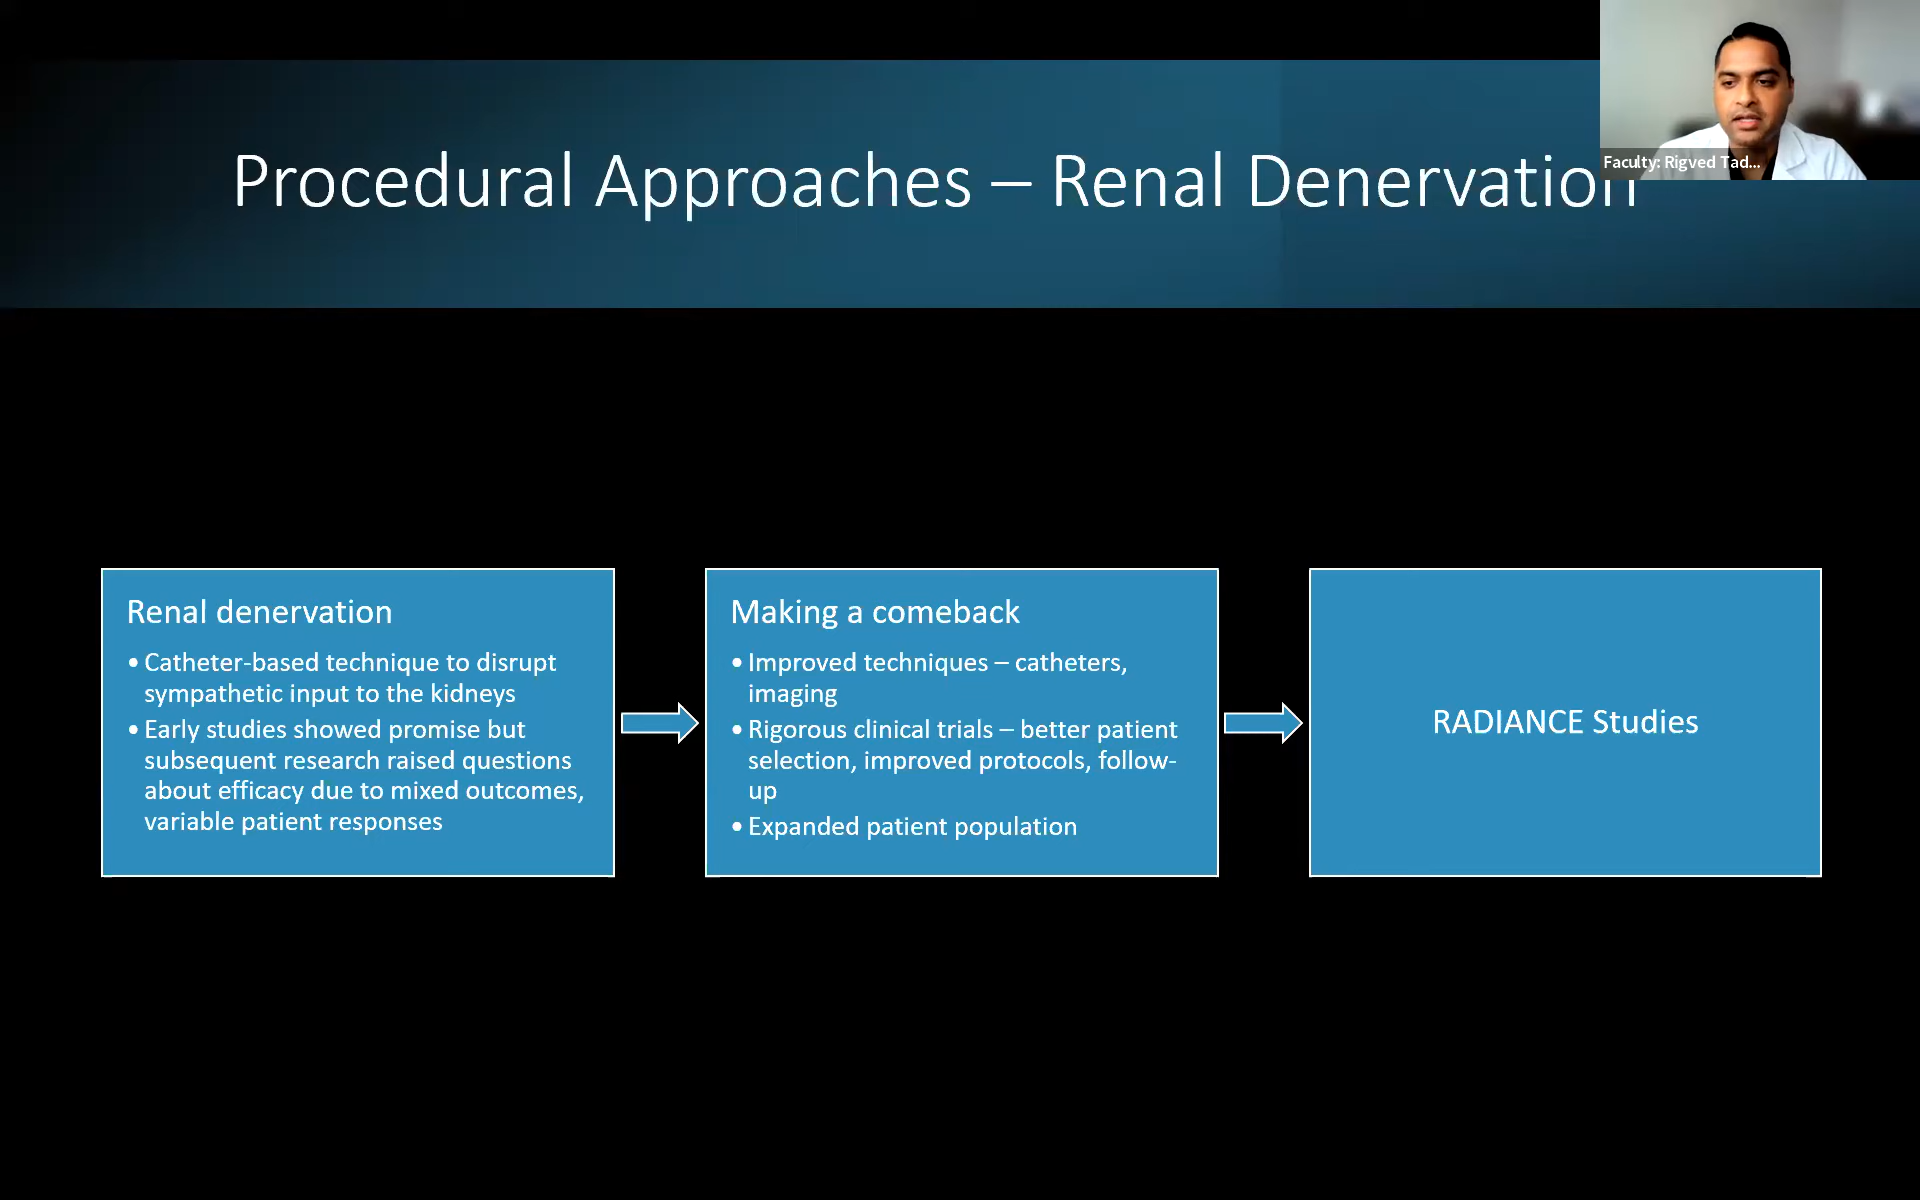 Procedural Approaches – Renal Denervation
Faculty: Rigved Tad...
Renal denervation
• Catheter-based technique to disrupt
sympathetic input to the kidneys
• Early studies showed promise but
subsequent research raised questions
about efficacy due to mixed outcomes,
variable patient responses
Making a comeback
• Improved techniques – catheters,
imaging
• Rigorous clinical trials – better patient
selection, improved protocols, follow-
up
• Expanded patient population
RADIANCE Studies